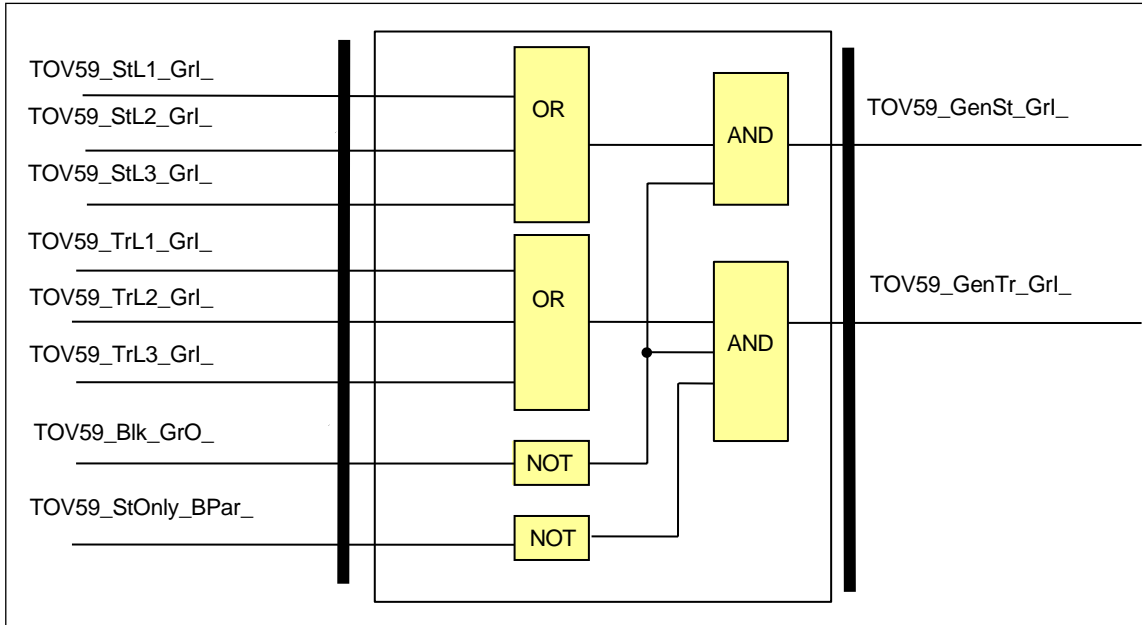 TOV59_StL1_GrI_
TOV59_StL2_GrI_
TOV59_StL3_GrI_
TOV59_TrL1_GrI_
TOV59_TrL2_GrI_
TOV59_TrL3_GrI_
TOV59_Blk_GrO_
TOV59_StOnly_BPar_
OR
OR
NOT
NOT
AND
AND
TOV59_GenSt_GrI_
TOV59_GenTr_GrI_